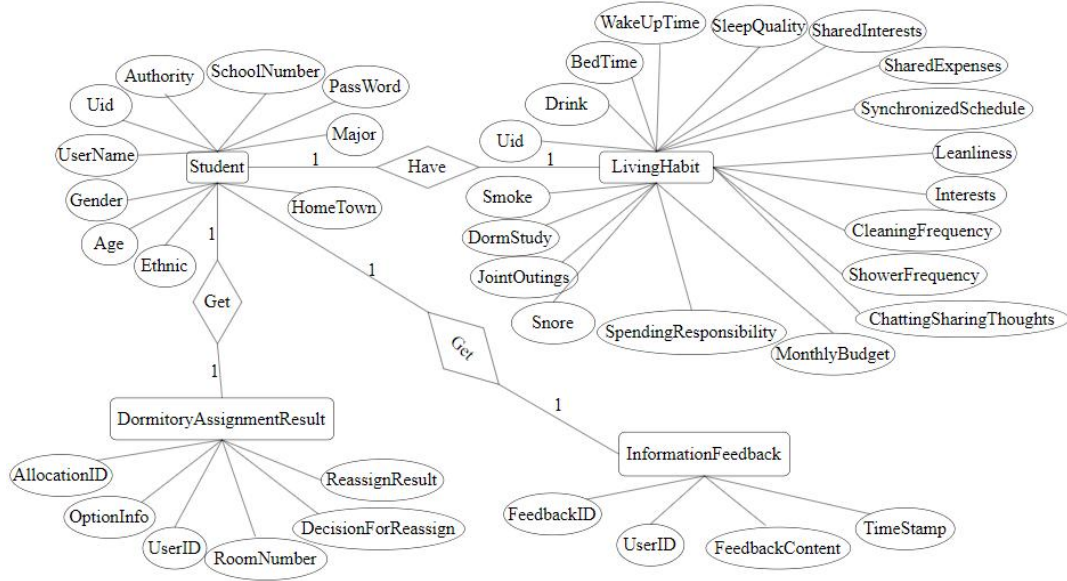 WakeUpTime
SleepQuality
SharedInterests
BedTime
SharedExpenses
Authority
SchoolNumber
PassWord
Drink
SynchronizedSchedule
Uid
Uid
Major
UserName
Leanliness
Student
1
Have
1
LivingHabit
Gender
HomeTown
Smoke
Interests
Age
DormStudy
CleaningFrequency
1
Ethnic
1
JointOutings
ShowerFrequency
Get
Snore
SpendingResponsibility
ChattingSharingThoughts
Get
MonthlyBudget
1
1
DormitoryAssignmentResult
InformationFeedback
AllocationID
ReassignResult
OptionInfo
DecisionForReassign
FeedbackID
TimeStamp
UserID
RoomNumber
UserID
FeedbackContent